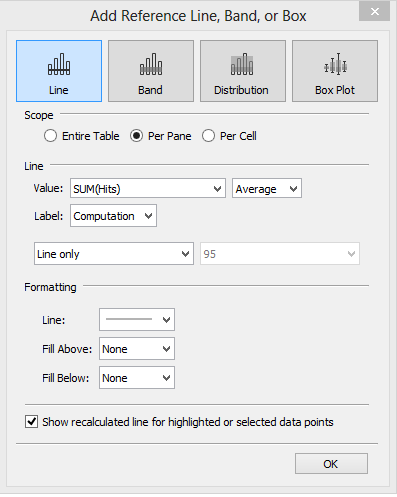 Add Reference Line, Band, or Box
Line
Band
Distribution
Box Plot
Scope
Entire Table
Per Pane
Per Cell
Line
Value: SUM(Hits) Average
Label: Computation
Line only 95
Formatting
Line:
Fill Above: None
Fill Below: None
Show recalculated line for highlighted or selected data points
OK